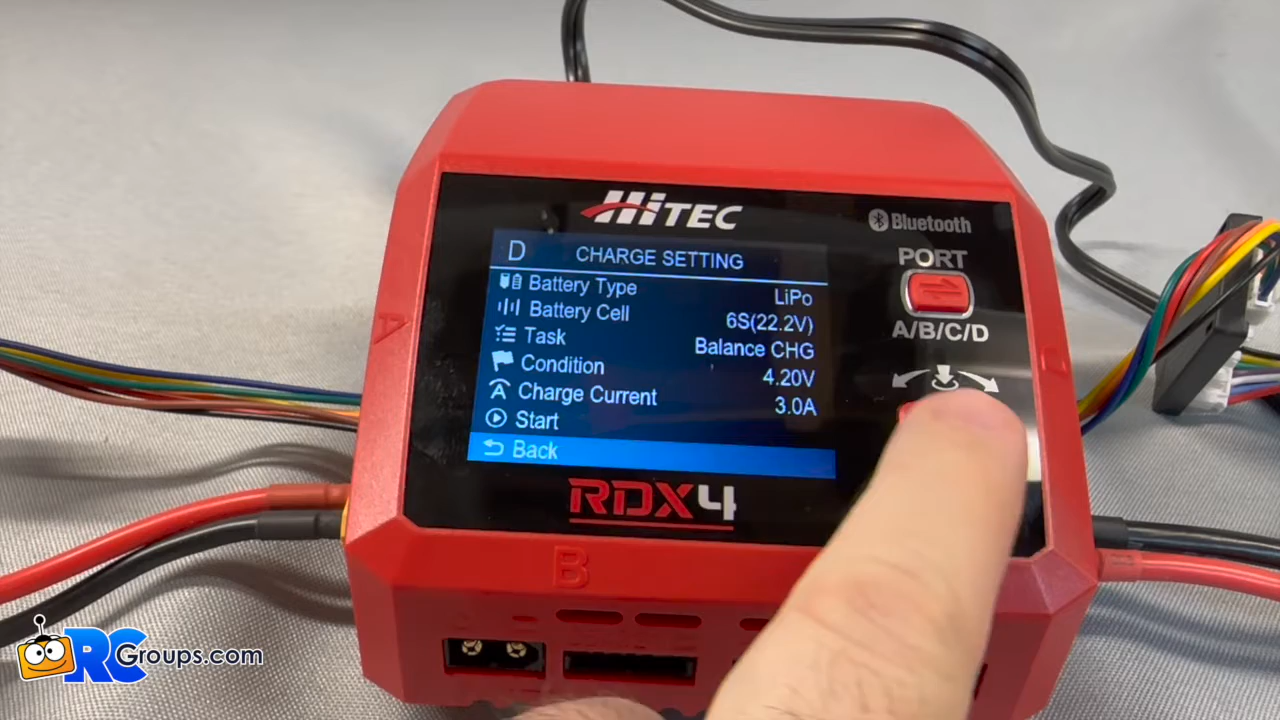 HiTEC
Bluetooth
D CHARGE SETTING
Battery Type LiPo
Battery Cell 6S(22.2V)
Task Balance CHG
Condition 4.20V
Charge Current 3.0A
Start
Back
PORT
A/B/C/D
RDX4
A
C
B
RCGroups.com